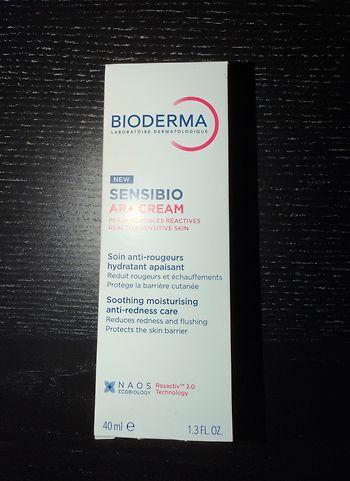 BIODERMA
LABORATOIRE DERMATOLOGIQUE
NEW
SENSIBIO
AR+ CREAM
PEAUX SENSIBLES RÉACTIVES
REACTIVE SENSITIVE SKIN
Soin anti-rougeurs
hydratant apaisant
Réduit rougeurs et échauffements
Protège la barrière cutanée
Soothing moisturising
anti-redness care
Reduces redness and flushing
Protects the skin barrier
NAOS
ECOBIOLOGY
Rosactiv™ 2.0
Technology
40 ml ℮ 1.3 FL. OZ.